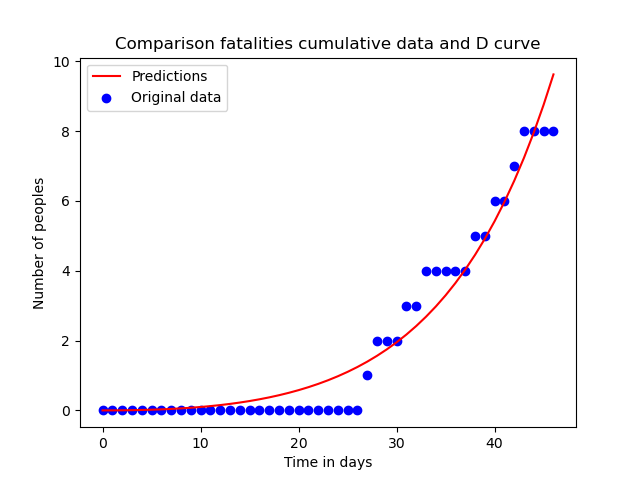 Comparison fatalities cumulative data and D curve
Predictions
Original data
Number of peoples
10
8
6
4
2
0
0 10 20 30 40
Time in days